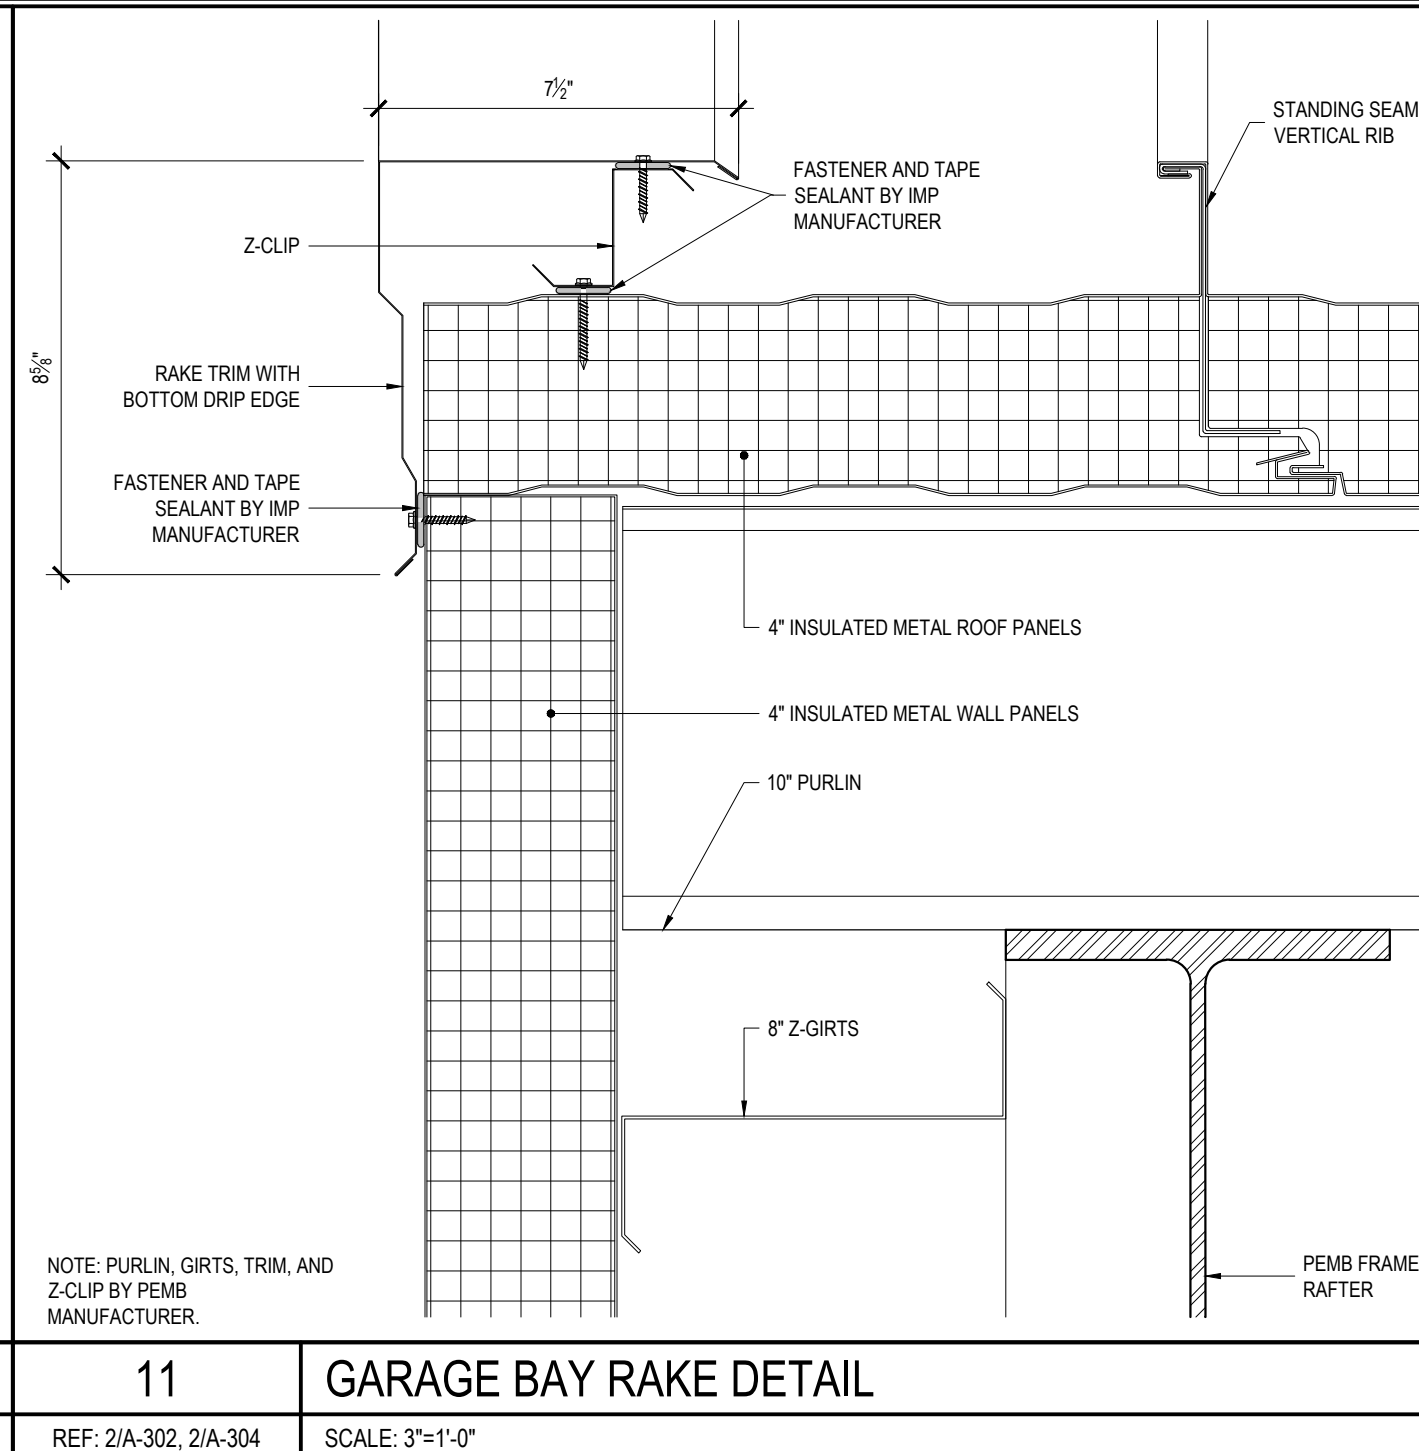 7½"
STANDING SEAM
VERTICAL RIB
FASTENER AND TAPE
SEALANT BY IMP
MANUFACTURER
Z-CLIP
8⅝"
RAKE TRIM WITH
BOTTOM DRIP EDGE
FASTENER AND TAPE
SEALANT BY IMP
MANUFACTURER
4" INSULATED METAL ROOF PANELS
4" INSULATED METAL WALL PANELS
10" PURLIN
8" Z-GIRTS
NOTE: PURLIN, GIRTS, TRIM, AND
Z-CLIP BY PEMB
MANUFACTURER.
PEMB FRAME
RAFTER
11
GARAGE BAY RAKE DETAIL
REF: 2/A-302, 2/A-304
SCALE: 3"=1'-0"